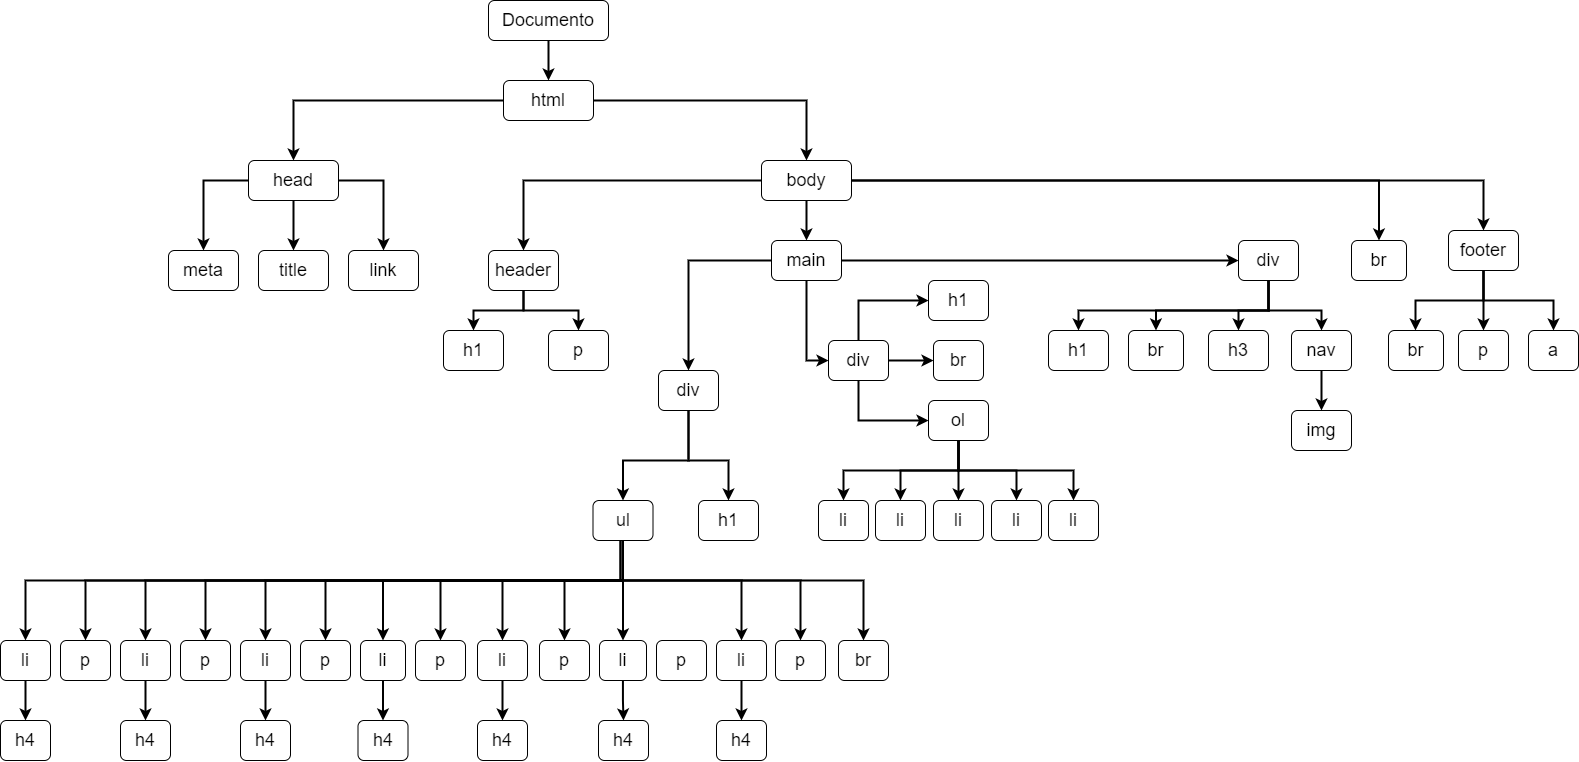 Documento
html
head
body
meta
title
link
header
main
div
br
footer
h1
p
h1
div
br
ol
h1
br
h3
nav
img
br
p
a
div
ul
h1
li
li
li
li
li
li
p
li
p
li
p
li
p
li
p
li
p
li
p
br
h4
h4
h4
h4
h4
h4
h4